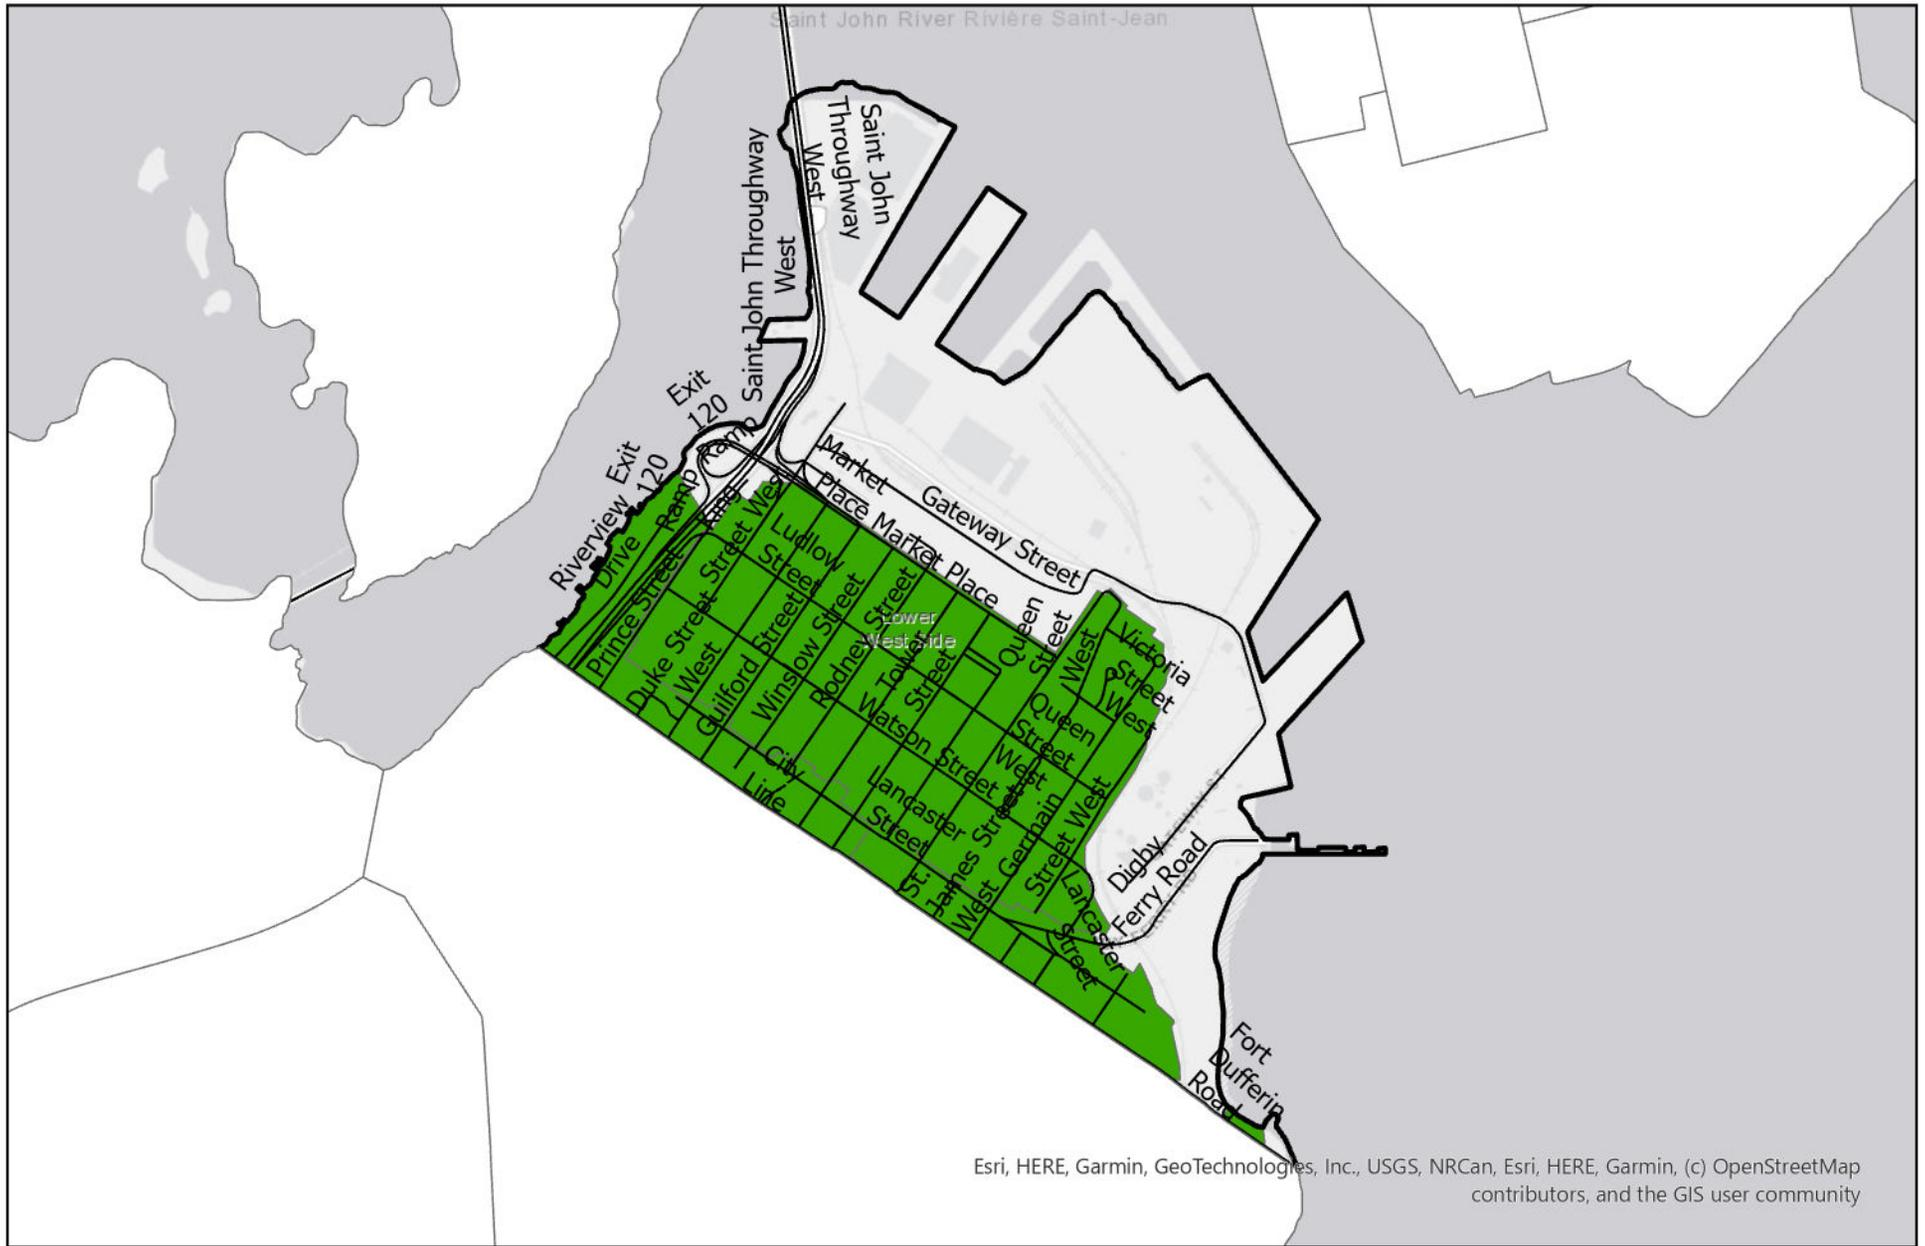 Saint John River Rivière Saint-Jean
Saint John
Throughway
West
Saint John Throughway
West
Exit
120
Ramp
Exit
120
Ramp
Riverview
Drive
King
Street West
Market
Place
Market Place
Gateway Street
Ludlow
Street
Prince Street
Duke Street
West
Guilford Street
Winslow Street
Rodney Street
Lower
West Side
Tower
Street
Queen
Street
West
Victoria
Street
West
Queen
Street
West
Watson Street
City
Line
Lancaster
Street
St.
James Street
West
Germain
Street West
Lancaster
Street
Digby
Ferry Road
Fort
Dufferin
Road
Esri, HERE, Garmin, GeoTechnologies, Inc., USGS, NRCan, Esri, HERE, Garmin, (c) OpenStreetMap
contributors, and the GIS user community